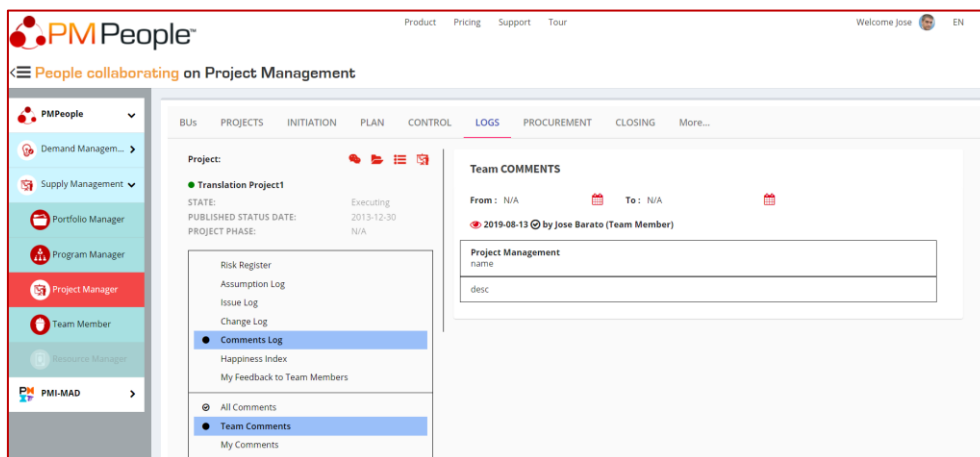 PMPeople™
Product Pricing Support Tour
Welcome Jose EN
People collaborating on Project Management
PMPeople
Demand Managem...
Supply Management
Portfolio Manager
Program Manager
Project Manager
Team Member
Resource Manager
PMI-MAD
BUs PROJECTS INITIATION PLAN CONTROL LOGS PROCUREMENT CLOSING More...
Project:
Translation Project1
STATE: Executing
PUBLISHED STATUS DATE: 2013-12-30
PROJECT PHASE: N/A
Risk Register
Assumption Log
Issue Log
Change Log
Comments Log
Happiness Index
My Feedback to Team Members
All Comments
Team Comments
My Comments
Team COMMENTS
From : N/A To : N/A
2019-08-13 by Jose Barato (Team Member)
Project Management
name
desc